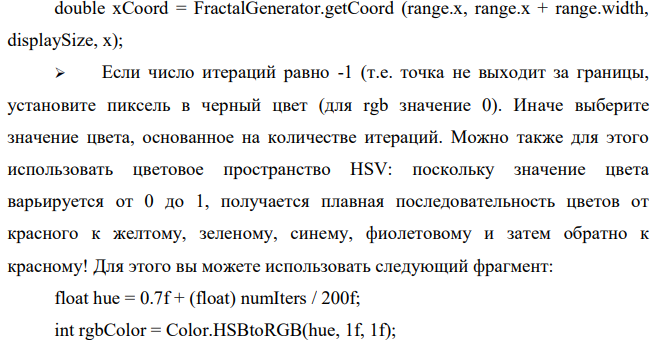 double xCoord = FractalGenerator.getCoord (range.x, range.x + range.width,
displaySize, x);
➢ Если число итераций равно -1 (т.е. точка не выходит за границы,
установите пиксель в черный цвет (для rgb значение 0). Иначе выберите
значение цвета, основанное на количестве итераций. Можно также для этого
использовать цветовое пространство HSV: поскольку значение цвета
варьируется от 0 до 1, получается плавная последовательность цветов от
красного к желтому, зеленому, синему, фиолетовому и затем обратно к
красному! Для этого вы можете использовать следующий фрагмент:
float hue = 0.7f + (float) numIters / 200f;
int rgbColor = Color.HSBtoRGB(hue, 1f, 1f);